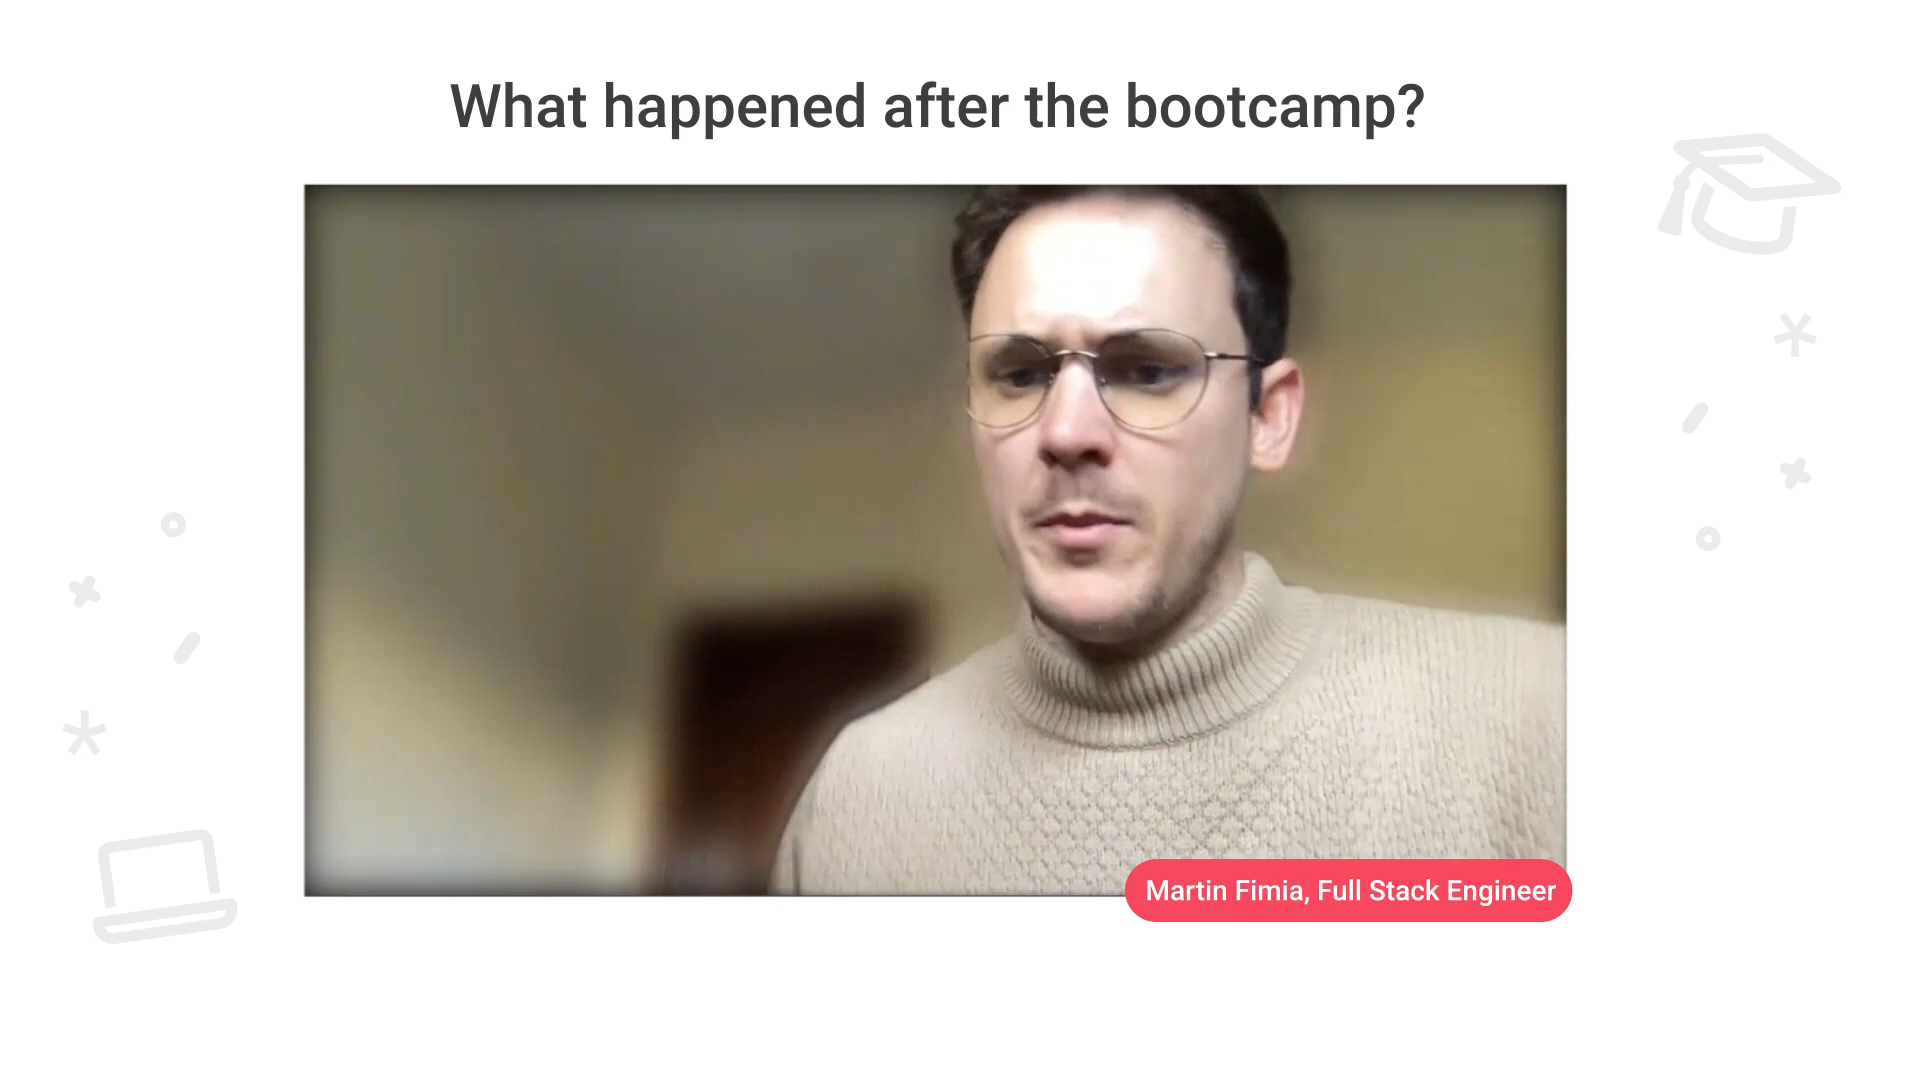 What happened after the bootcamp?
Martin Fimia, Full Stack Engineer